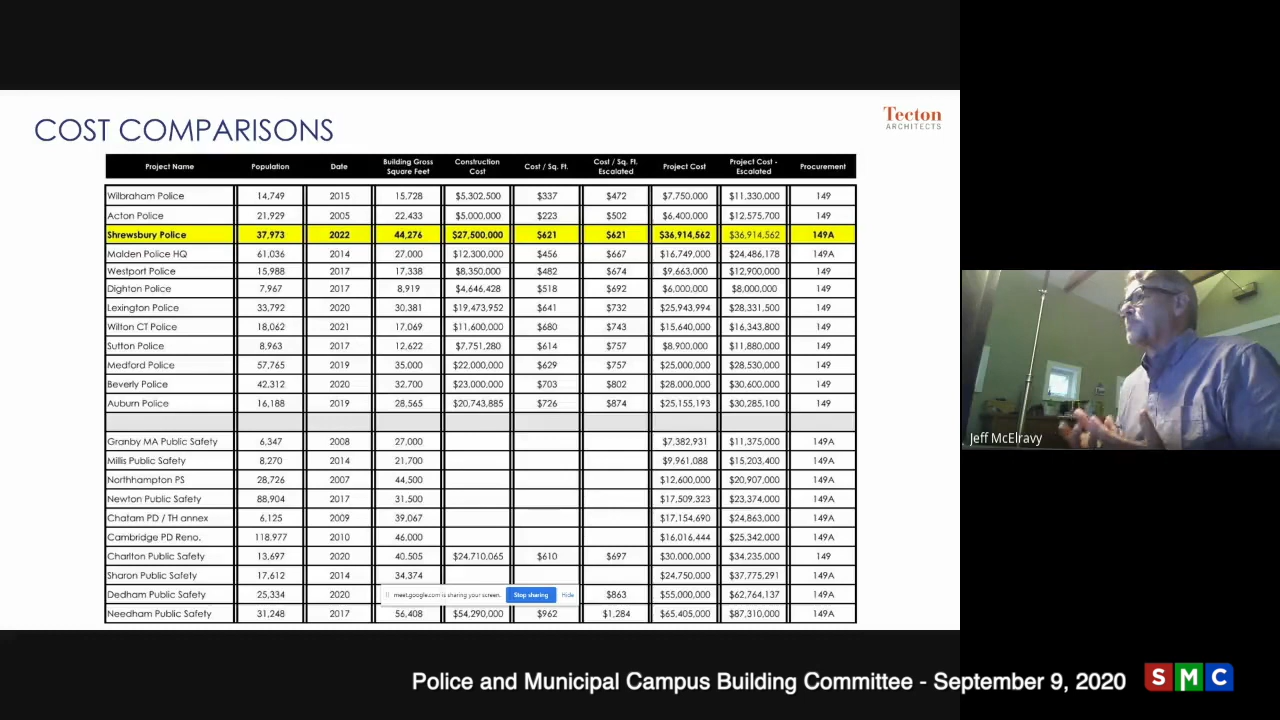 COST COMPARISONS
Tecton
ARCHITECTS
Project Name Population Date Building Gross Square Feet Construction Cost Cost / Sq. Ft. Cost / Sq. Ft. Escalated Project Cost Project Cost - Escalated Procurement
Wilbraham Police 14,749 2015 15,728 $5,302,500 $337 $472 $7,750,000 $11,330,000 149
Acton Police 21,929 2005 22,433 $5,000,000 $223 $502 $6,400,000 $12,575,700 149
Shrewsbury Police 37,973 2022 44,276 $27,500,000 $621 $621 $36,914,562 $36,914,562 149A
Malden Police HQ 61,036 2014 27,000 $12,300,000 $456 $667 $16,749,000 $24,486,178 149A
Westport Police 15,988 2017 17,338 $8,350,000 $482 $674 $9,663,000 $12,900,000 149
Dighton Police 7,967 2017 8,919 $4,646,428 $518 $692 $6,000,000 $8,000,000 149
Lexington Police 33,792 2020 30,381 $19,473,952 $641 $732 $25,943,994 $28,331,500 149
Wilton CT Police 18,062 2021 17,069 $11,600,000 $680 $743 $15,640,000 $16,343,800 149
Sutton Police 8,963 2017 12,622 $7,751,280 $614 $757 $8,900,000 $11,880,000 149
Medford Police 57,765 2019 35,000 $22,000,000 $629 $757 $25,000,000 $28,530,000 149
Beverly Police 42,312 2020 32,700 $23,000,000 $703 $802 $28,000,000 $30,600,000 149
Auburn Police 16,188 2019 28,565 $20,743,885 $726 $874 $25,155,193 $30,285,100 149
Granby MA Public Safety 6,347 2008 27,000 $7,382,931 $11,375,000 149A
Millis Public Safety 8,270 2014 21,700 $9,961,088 $15,203,400 149A
Northhampton PS 28,726 2007 44,500 $12,600,000 $20,907,000 149A
Newton Public Safety 88,904 2017 31,500 $17,509,323 $23,374,000 149A
Chatam PD / TH annex 6,125 2009 39,067 $17,154,690 $24,863,000 149A
Cambridge PD Reno. 118,977 2010 46,000 $16,016,444 $25,342,000 149A
Charlton Public Safety 13,697 2020 40,505 $24,710,065 $610 $697 $30,000,000 $34,235,000 149
Sharon Public Safety 17,612 2014 34,374 $24,750,000 $37,775,291 149A
Dedham Public Safety 25,334 2020 $863 $55,000,000 $62,764,137 149A
meet.google.com is sharing your screen. Stop sharing Hide
Needham Public Safety 31,248 2017 56,408 $54,290,000 $962 $1,284 $65,405,000 $87,310,000 149A
Jeff McElravy
Police and Municipal Campus Building Committee - September 9, 2020
SMC